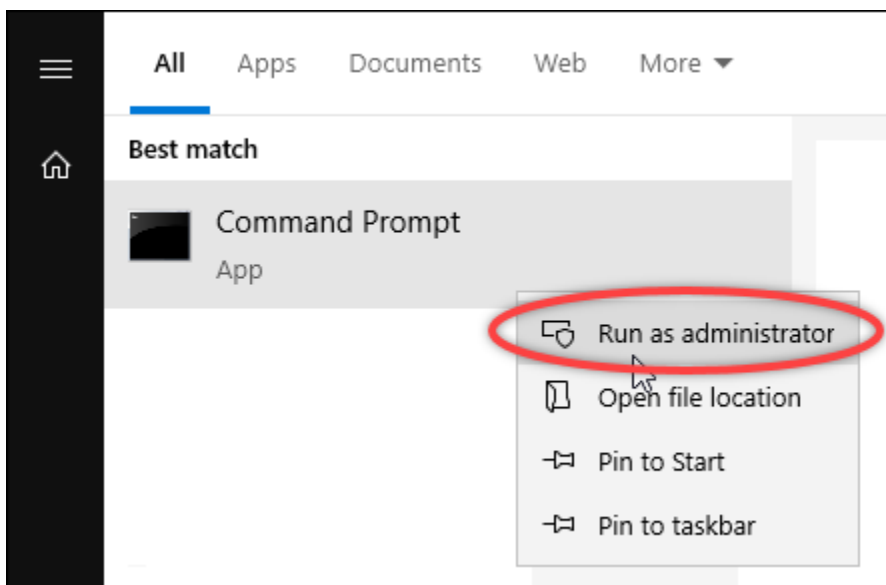 All Apps Documents Web More
Best match
Command Prompt
App
Run as administrator
Open file location
Pin to Start
Pin to taskbar